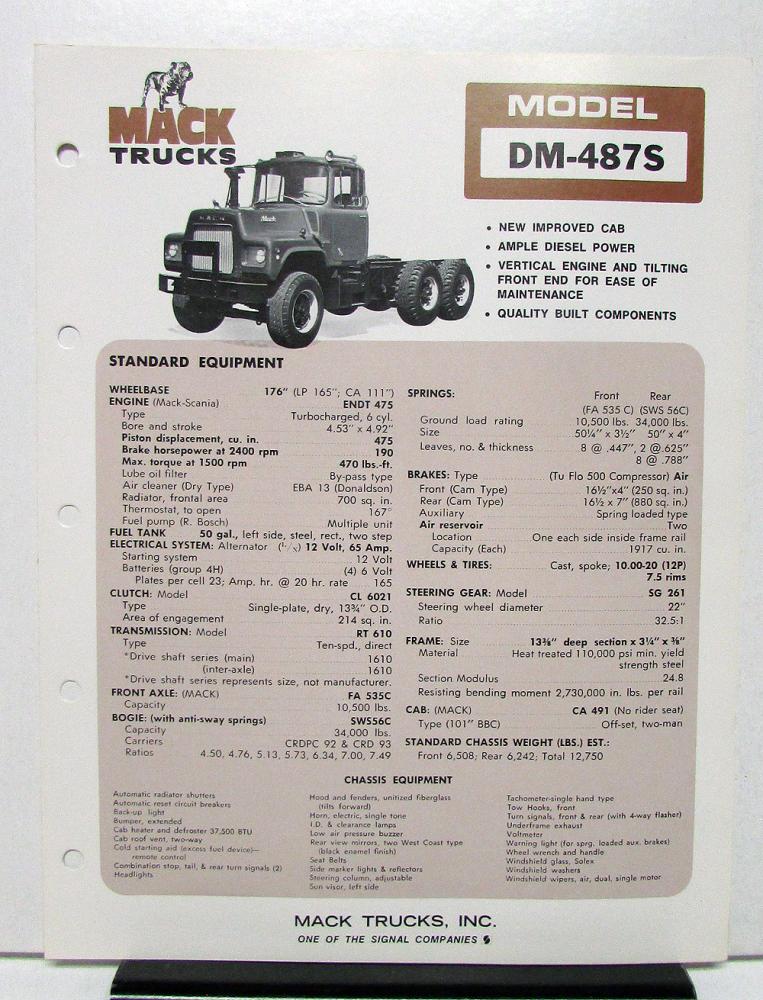 MACK
TRUCKS
MODEL
DM-487S
MACK
Mack
• NEW IMPROVED CAB
• AMPLE DIESEL POWER
• VERTICAL ENGINE AND TILTING
FRONT END FOR EASE OF
MAINTENANCE
• QUALITY BUILT COMPONENTS
STANDARD EQUIPMENT
WHEELBASE 176" (LP 165"; CA 111")
ENGINE (Mack-Scania) ENDT 475
Type Turbocharged, 6 cyl.
Bore and stroke 4.53" x 4.92"
Piston displacement, cu. in. 475
Brake horsepower at 2400 rpm 190
Max. torque at 1500 rpm 470 lbs.-ft.
Lube oil filter By-pass type
Air cleaner (Dry Type) EBA 13 (Donaldson)
Radiator, frontal area 700 sq. in.
Thermostat, to open 167°
Fuel pump (R. Bosch) Multiple unit
FUEL TANK 50 gal., left side, steel, rect., two step
ELECTRICAL SYSTEM: Alternator 12 Volt, 65 Amp.
Starting system 12 Volt
Batteries (group 4H) (4) 6 Volt
Plates per cell 23; Amp. hr. @ 20 hr. rate 165
CLUTCH: Model CL 6021
Type Single-plate, dry, 13¾" O.D.
Area of engagement 214 sq. in.
TRANSMISSION: Model RT 610
Type Ten-spd., direct
*Drive shaft series (main) 1610
(inter-axle) 1610
*Drive shaft series represents size, not manufacturer.
FRONT AXLE: (MACK) FA 535C
Capacity 10,500 lbs.
BOGIE: (with anti-sway springs) SW556C
Capacity 34,000 lbs.
Carriers CRDPC 92 & CRD 93
Ratios 4.50, 4.76, 5.13, 5.73, 6.34, 7.00, 7.49
SPRINGS: Front Rear
(FA 535 C) (SWS 56C)
Ground load rating 10,500 lbs. 34,000 lbs.
Size 50¼" x 3½" 50" x 4"
Leaves, no. & thickness 8 @ .447", 2 @ .625"
8 @ .788"
BRAKES: Type (Tu Flo 500 Compressor) Air
Front (Cam Type) 16½"x4" (250 sq. in.)
Rear (Cam Type) 16½ x 7" (880 sq. in.)
Auxiliary Spring loaded type
Air reservoir Two
Location One each side inside frame rail
Capacity (Each) 1917 cu. in.
WHEELS & TIRES: Cast, spoke; 10.00-20 (12P)
7.5 rims
STEERING GEAR: Model SG 261
Steering wheel diameter 22"
Ratio 32.5:1
FRAME: Size 13⅜" deep section x 3¼" x ⅜"
Material Heat treated 110,000 psi min. yield
strength steel
Section Modulus 24.8
Resisting bending moment 2,730,000 in. lbs. per rail
CAB: (MACK) CA 491 (No rider seat)
Type (101" BBC) Off-set, two-man
STANDARD CHASSIS WEIGHT (LBS.) EST.:
Front 6,508; Rear 6,242; Total 12,750
CHASSIS EQUIPMENT
Automatic radiator shutters
Automatic reset circuit breakers
Back-up light
Bumper, extended
Cab heater and defroster 37,500 BTU
Cab roof vent, two-way
Cold starting aid (excess fuel device)—
remote control
Combination stop, tail, & rear turn signals (2)
Headlights
Hood and fenders, unitized fiberglass
(tilts forward)
Horn, electric, single tone
I.D. & clearance lamps
Low air pressure buzzer
Rear view mirrors, two West Coast type
(black enamel finish)
Seat Belts
Side marker lights & reflectors
Steering column, adjustable
Sun visor, left side
Tachometer-single hand type
Tow Hooks, front
Turn signals, front & rear (with 4-way flasher)
Underframe exhaust
Voltmeter
Warning light (for sprg. loaded aux. brakes)
Wheel wrench and handle
Windshield glass, Solex
Windshield washers
Windshield wipers, air, dual, single motor
MACK TRUCKS, INC.
ONE OF THE SIGNAL COMPANIES